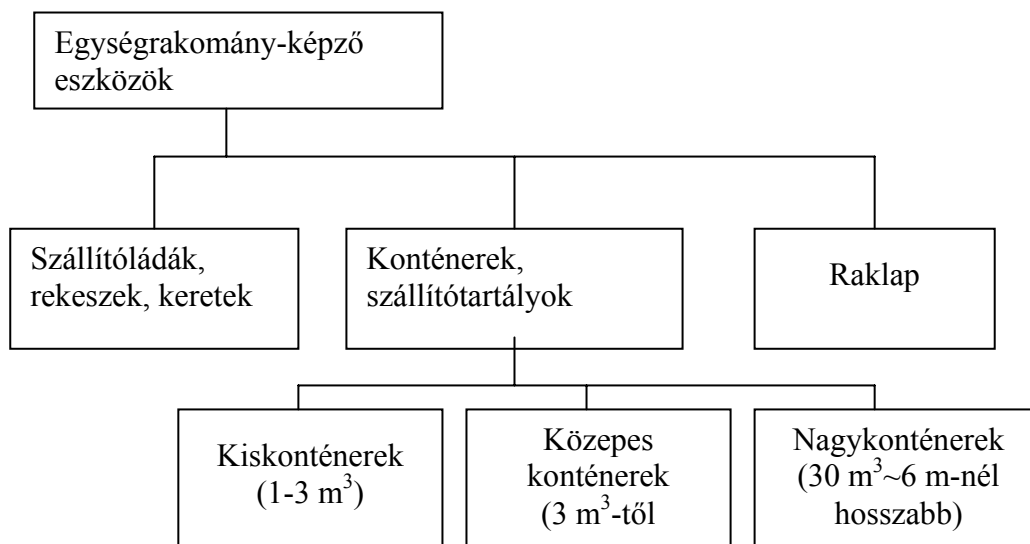 Egységrakomány-képző
eszközök
Szállítóládák,
rekeszek, keretek
Konténerek,
szállítótartályok
Raklap
Kiskonténerek
(1-3 m³)
Közepes
konténerek
(3 m³-től
Nagykonténerek
(30 m³~6 m-nél
hosszabb)